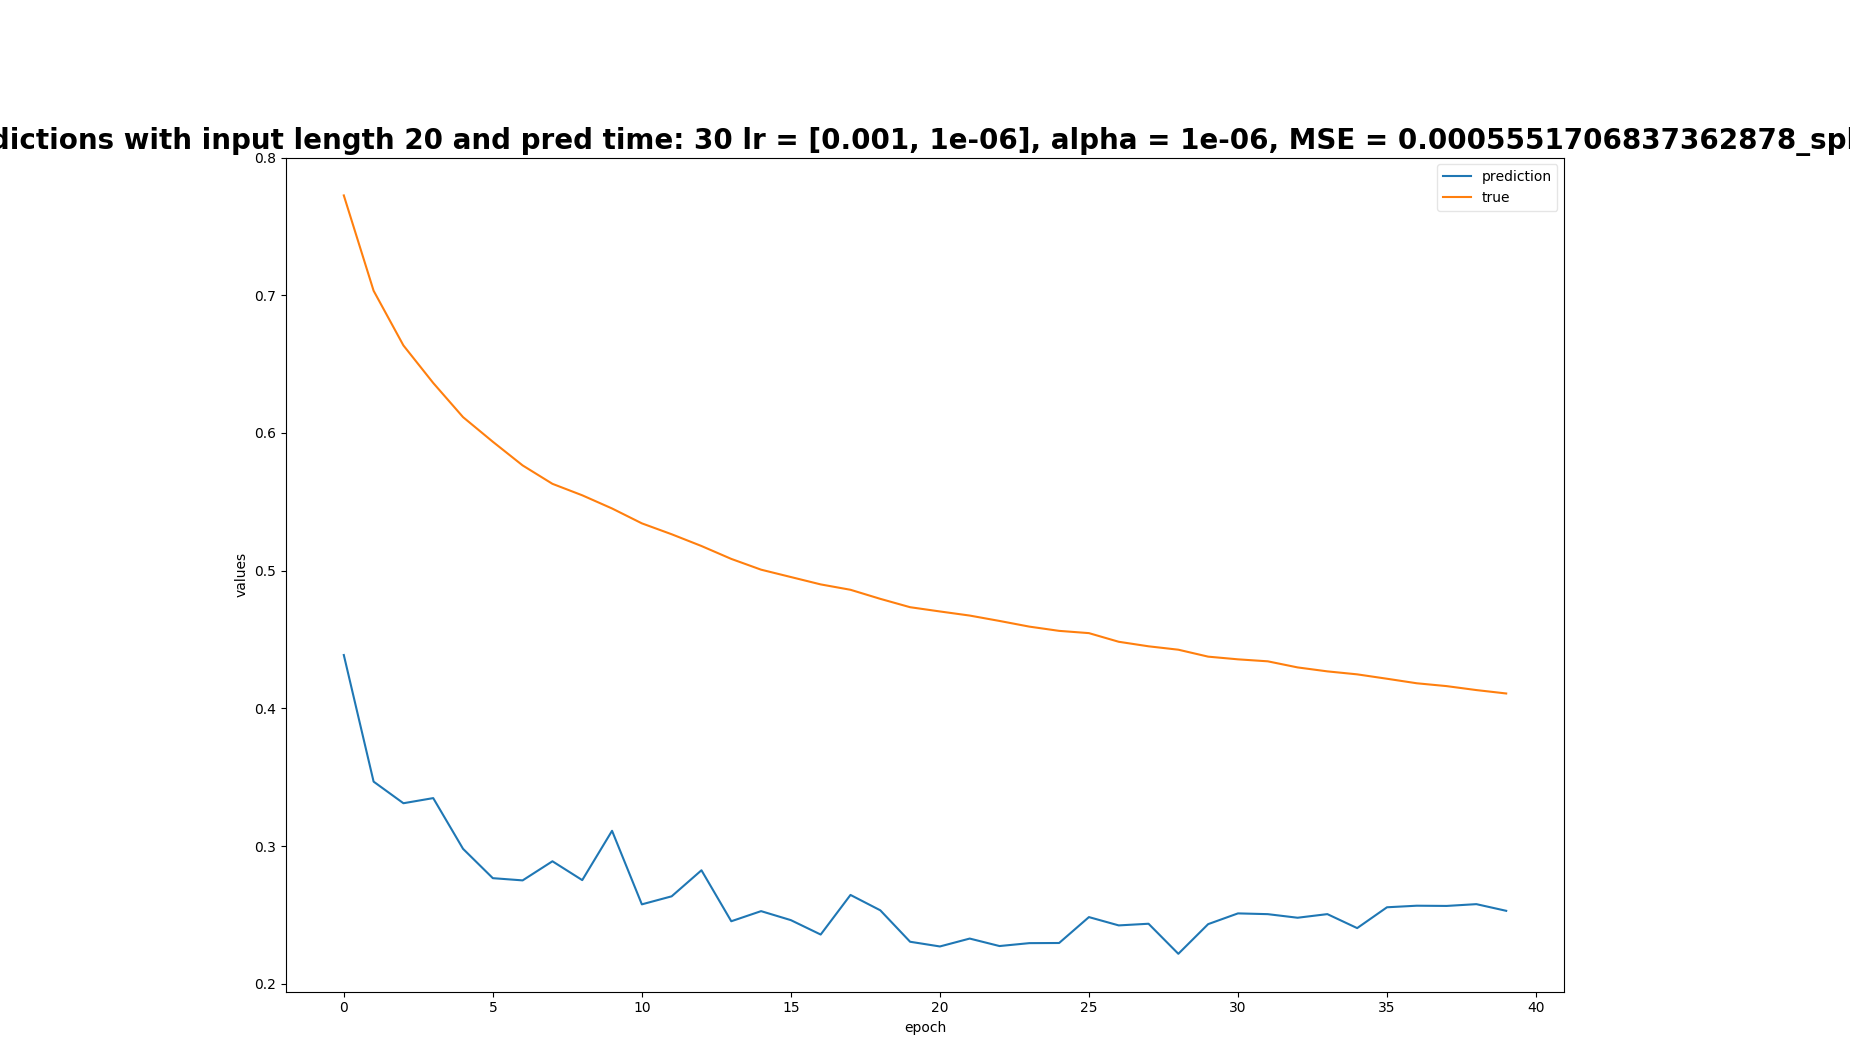 dictions with input length 20 and pred time: 30 lr = [0.001, 1e-06], alpha = 1e-06, MSE = 0.0005551706837362878_spl
prediction
true
0.8
0.7
0.6
0.5
0.4
0.3
0.2
values
0 5 10 15 20 25 30 35 40
epoch